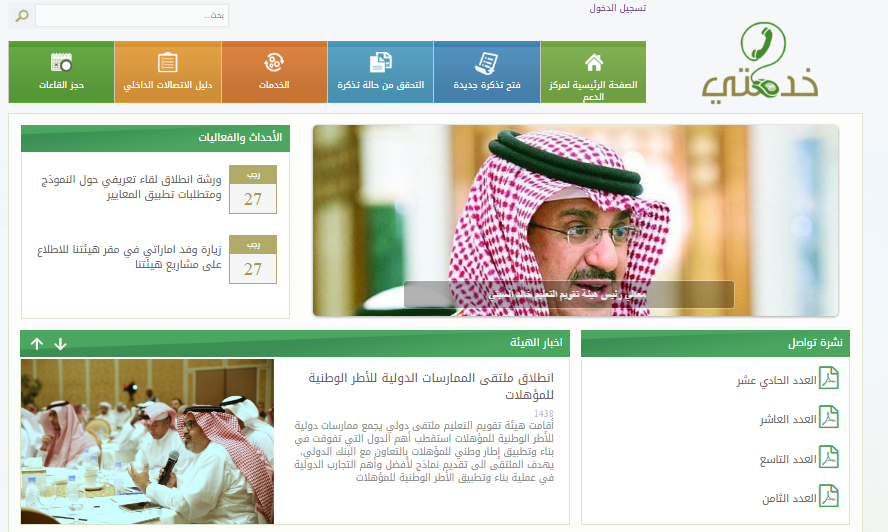 تسجيل الدخول
بحث...
خدمتي
الصفحة الرئيسية لمركز
الدعم
فتح تذكرة جديدة
التحقق من حالة تذكرة
الخدمات
دليل الاتصالات الداخلي
حجز القاعات
معالي رئيس هيئة تقويم التعليم خالد السبتي
الأحداث والفعاليات
رجب
27
ورشة انطلاق لقاء تعريفي حول النموذج
ومتطلبات تطبيق المعايير
رجب
27
زيارة وفد اماراتي في مقر هيئتنا للاطلاع
على مشاريع هيئتنا
نشرة تواصل
العدد الحادي عشر
العدد العاشر
العدد التاسع
العدد الثامن
اخبار الهيئة
انطلاق ملتقى الممارسات الدولية للأطر الوطنية
للمؤهلات
1438
أقامت هيئة تقويم التعليم ملتقى دولي يجمع ممارسات دولية
للأطر الوطنية للمؤهلات استقطب أهم الدول التي تفوقت في
بناء وتطبيق إطار وطني للمؤهلات بالتعاون مع البنك الدولي.
يهدف الملتقى الى تقديم نماذج لأفضل وأهم التجارب الدولية
في عملية بناء وتطبيق الأطر الوطنية للمؤهلات